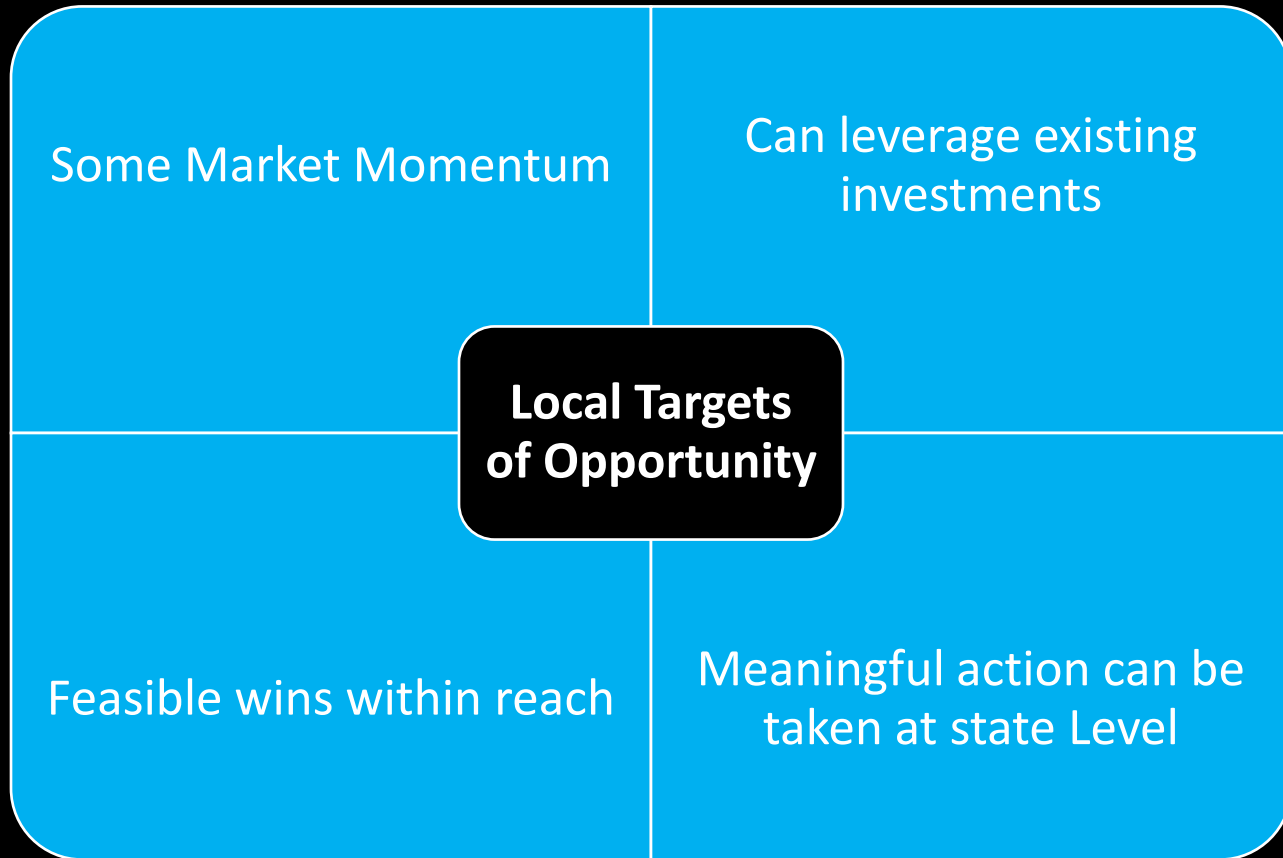 Some Market Momentum
Can leverage existing
investments
Local Targets
of Opportunity
Feasible wins within reach
Meaningful action can be
taken at state Level